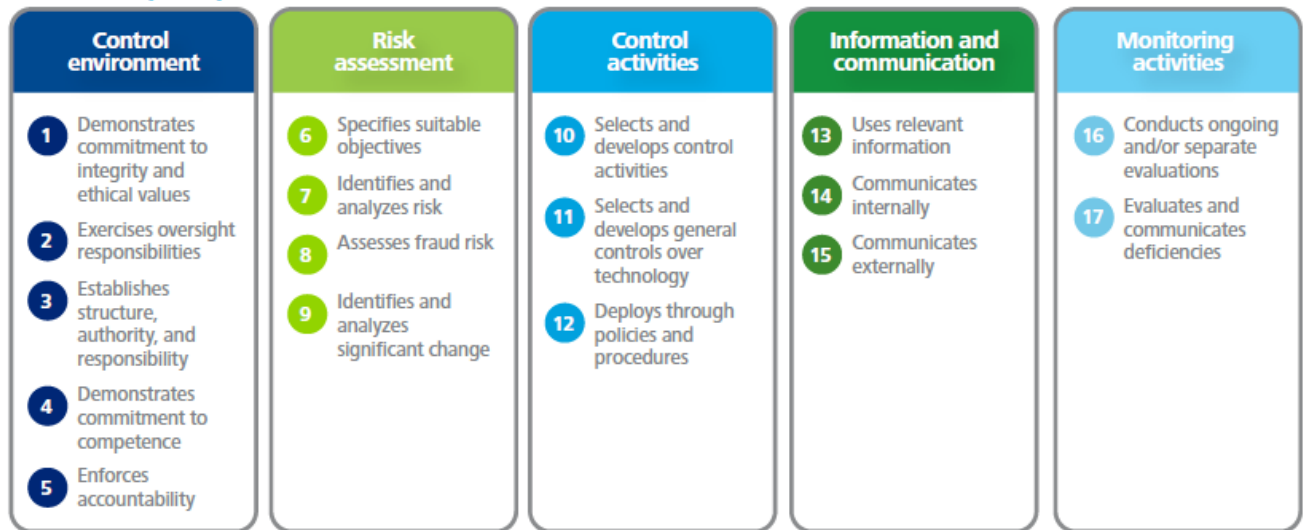 Control
environment
1
Demonstrates
commitment to
integrity and
ethical values
2
Exercises oversight
responsibilities
3
Establishes
structure,
authority, and
responsibility
4
Demonstrates
commitment to
competence
5
Enforces
accountability
Risk
assessment
6
Specifies suitable
objectives
7
Identifies and
analyzes risk
8
Assesses fraud risk
9
Identifies and
analyzes
significant change
Control
activities
10
Selects and
develops control
activities
11
Selects and
develops general
controls over
technology
12
Deploys through
policies and
procedures
Information and
communication
13
Uses relevant
information
14
Communicates
internally
15
Communicates
externally
Monitoring
activities
16
Conducts ongoing
and/or separate
evaluations
17
Evaluates and
communicates
deficiencies